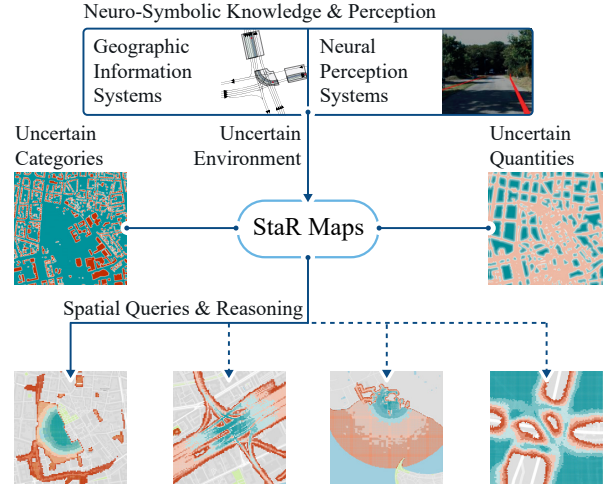 Neuro-Symbolic Knowledge & Perception
Geographic
Information
Systems
Neural
Perception
Systems
Uncertain
Categories
Uncertain
Environment
Uncertain
Quantities
StaR Maps
Spatial Queries & Reasoning